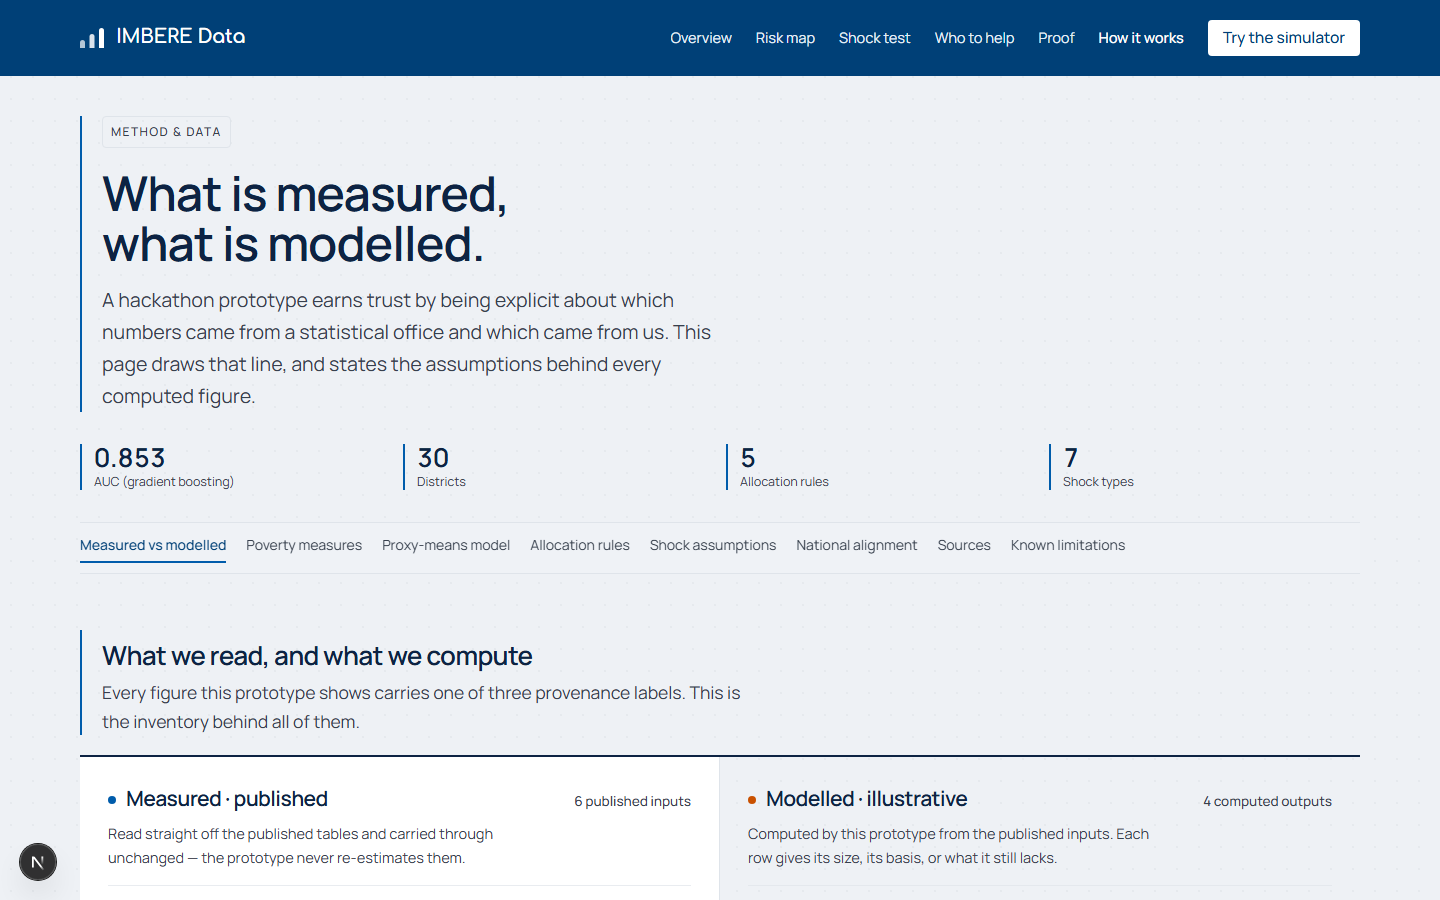 IMBERE Data
Overview
Risk map
Shock test
Who to help
Proof
How it works
Try the simulator
METHOD & DATA
What is measured,
what is modelled.
A hackathon prototype earns trust by being explicit about which
numbers came from a statistical office and which came from us. This
page draws that line, and states the assumptions behind every
computed figure.
0.853
AUC (gradient boosting)
30
Districts
5
Allocation rules
7
Shock types
Measured vs modelled
Poverty measures
Proxy-means model
Allocation rules
Shock assumptions
National alignment
Sources
Known limitations
What we read, and what we compute
Every figure this prototype shows carries one of three provenance labels. This is
the inventory behind all of them.
Measured · published
6 published inputs
Read straight off the published tables and carried through
unchanged — the prototype never re-estimates them.
Modelled · illustrative
4 computed outputs
Computed by this prototype from the published inputs. Each
row gives its size, its basis, or what it still lacks.
N